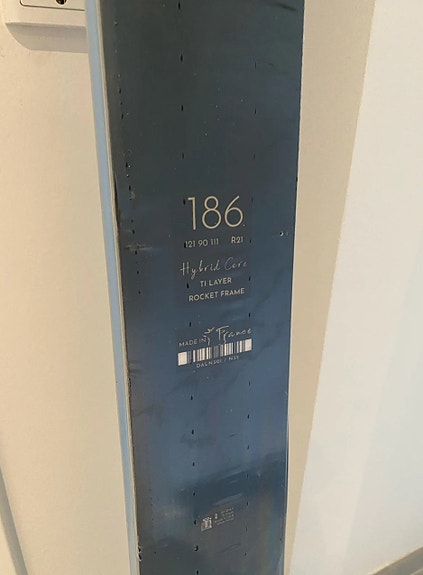 186
121 90 111 R21
Hybrid Core
TI LAYER
ROCKET FRAME
MADE IN France